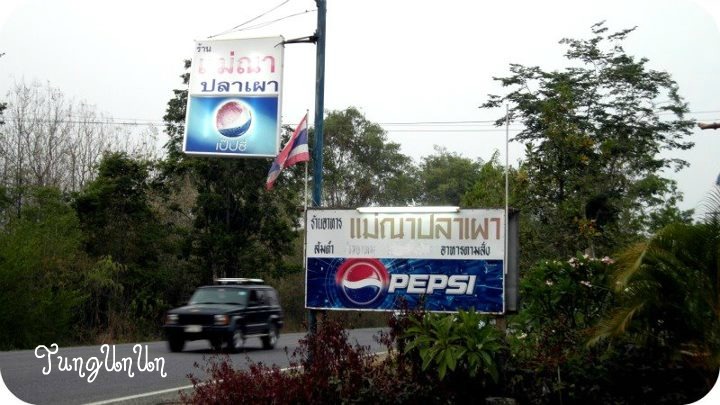 ร้าน
แม่ณา
ปลาเผา
เป๊ปซี่
ร้านอาหาร
แม่ณาปลาเผา
ส้มตำ
อาหารตามสั่ง
PEPSI
TungUnUn